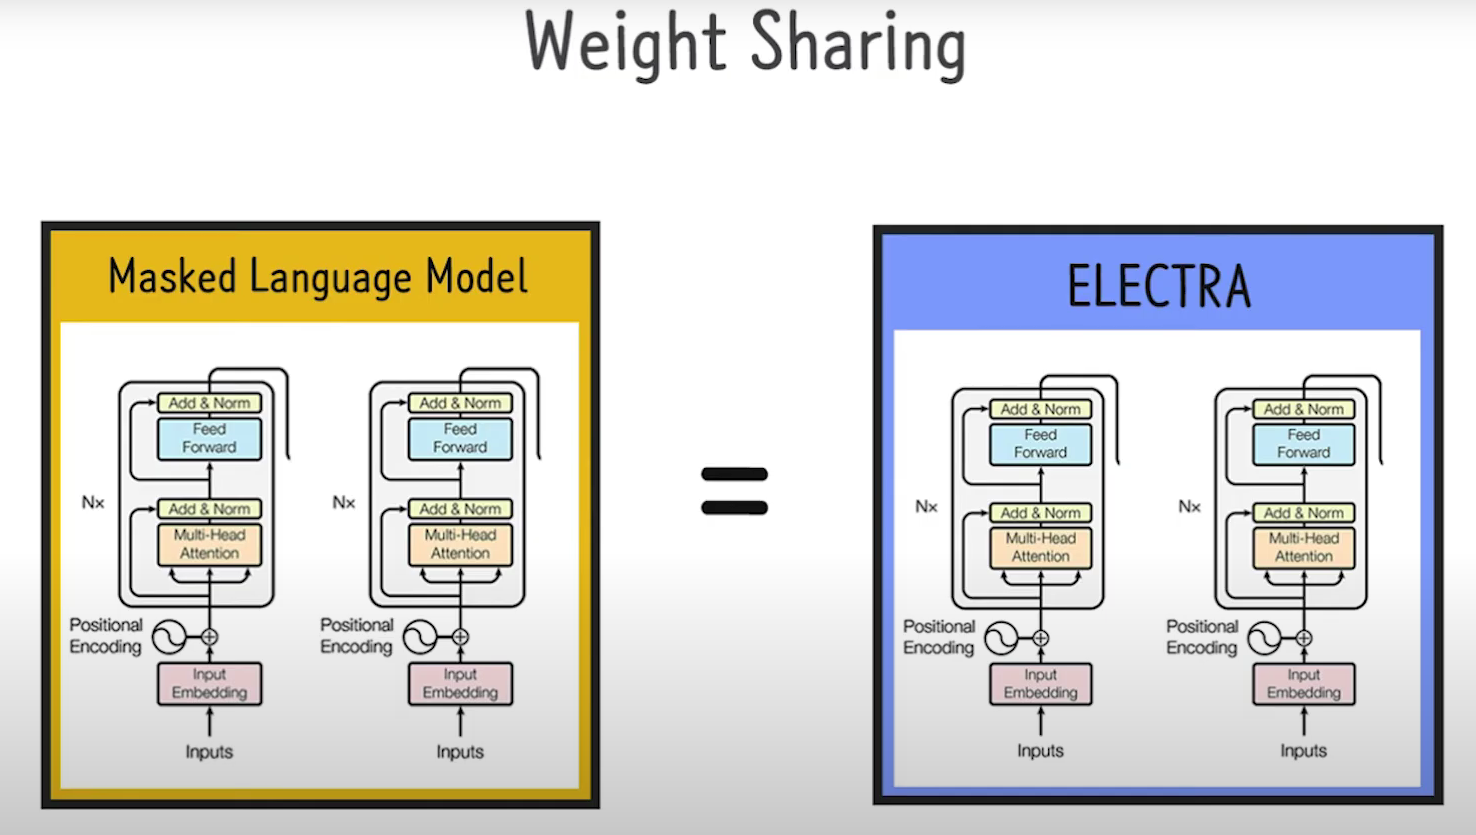 Weight Sharing
Masked Language Model
Add & Norm
Feed
Forward
Nx
Add & Norm
Multi-Head
Attention
Positional
Encoding
Input
Embedding
Inputs
Add & Norm
Feed
Forward
Nx
Add & Norm
Multi-Head
Attention
Positional
Encoding
Input
Embedding
Inputs
=
ELECTRA
Add & Norm
Feed
Forward
Nx
Add & Norm
Multi-Head
Attention
Positional
Encoding
Input
Embedding
Inputs
Add & Norm
Feed
Forward
Nx
Add & Norm
Multi-Head
Attention
Positional
Encoding
Input
Embedding
Inputs